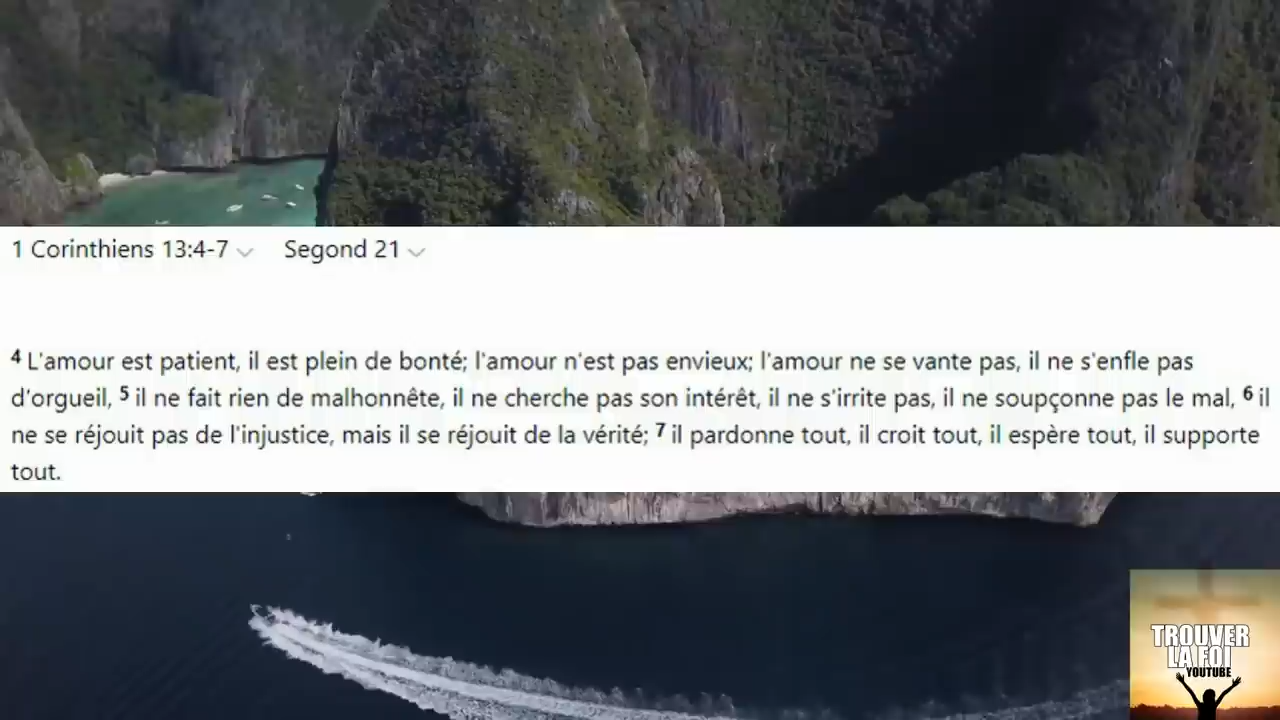 1 Corinthiens 13:4-7 Segond 21
4 L'amour est patient, il est plein de bonté; l'amour n'est pas envieux; l'amour ne se vante pas, il ne s'enfle pas
d'orgueil, 5 il ne fait rien de malhonnête, il ne cherche pas son intérêt, il ne s'irrite pas, il ne soupçonne pas le mal, 6 il
ne se réjouit pas de l'injustice, mais il se réjouit de la vérité; 7 il pardonne tout, il croit tout, il espère tout, il supporte
tout.
TROUVER
LA FOI
YOUTUBE